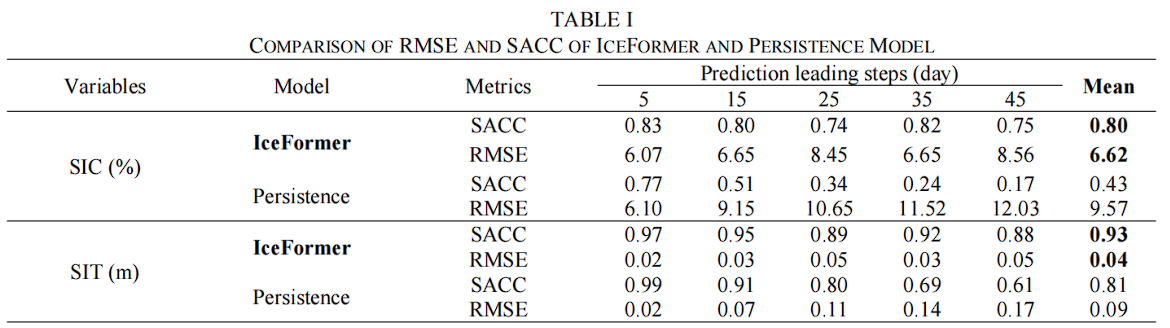 TABLE I
COMPARISON OF RMSE AND SACC OF ICEFORMER AND PERSISTENCE MODEL
Variables Model Metrics Prediction leading steps (day) Mean
5 15 25 35 45
SIC (%) IceFormer SACC 0.83 0.80 0.74 0.82 0.75 0.80
RMSE 6.07 6.65 8.45 6.65 8.56 6.62
Persistence SACC 0.77 0.51 0.34 0.24 0.17 0.43
RMSE 6.10 9.15 10.65 11.52 12.03 9.57
SIT (m) IceFormer SACC 0.97 0.95 0.89 0.92 0.88 0.93
RMSE 0.02 0.03 0.05 0.03 0.05 0.04
Persistence SACC 0.99 0.91 0.80 0.69 0.61 0.81
RMSE 0.02 0.07 0.11 0.14 0.17 0.09